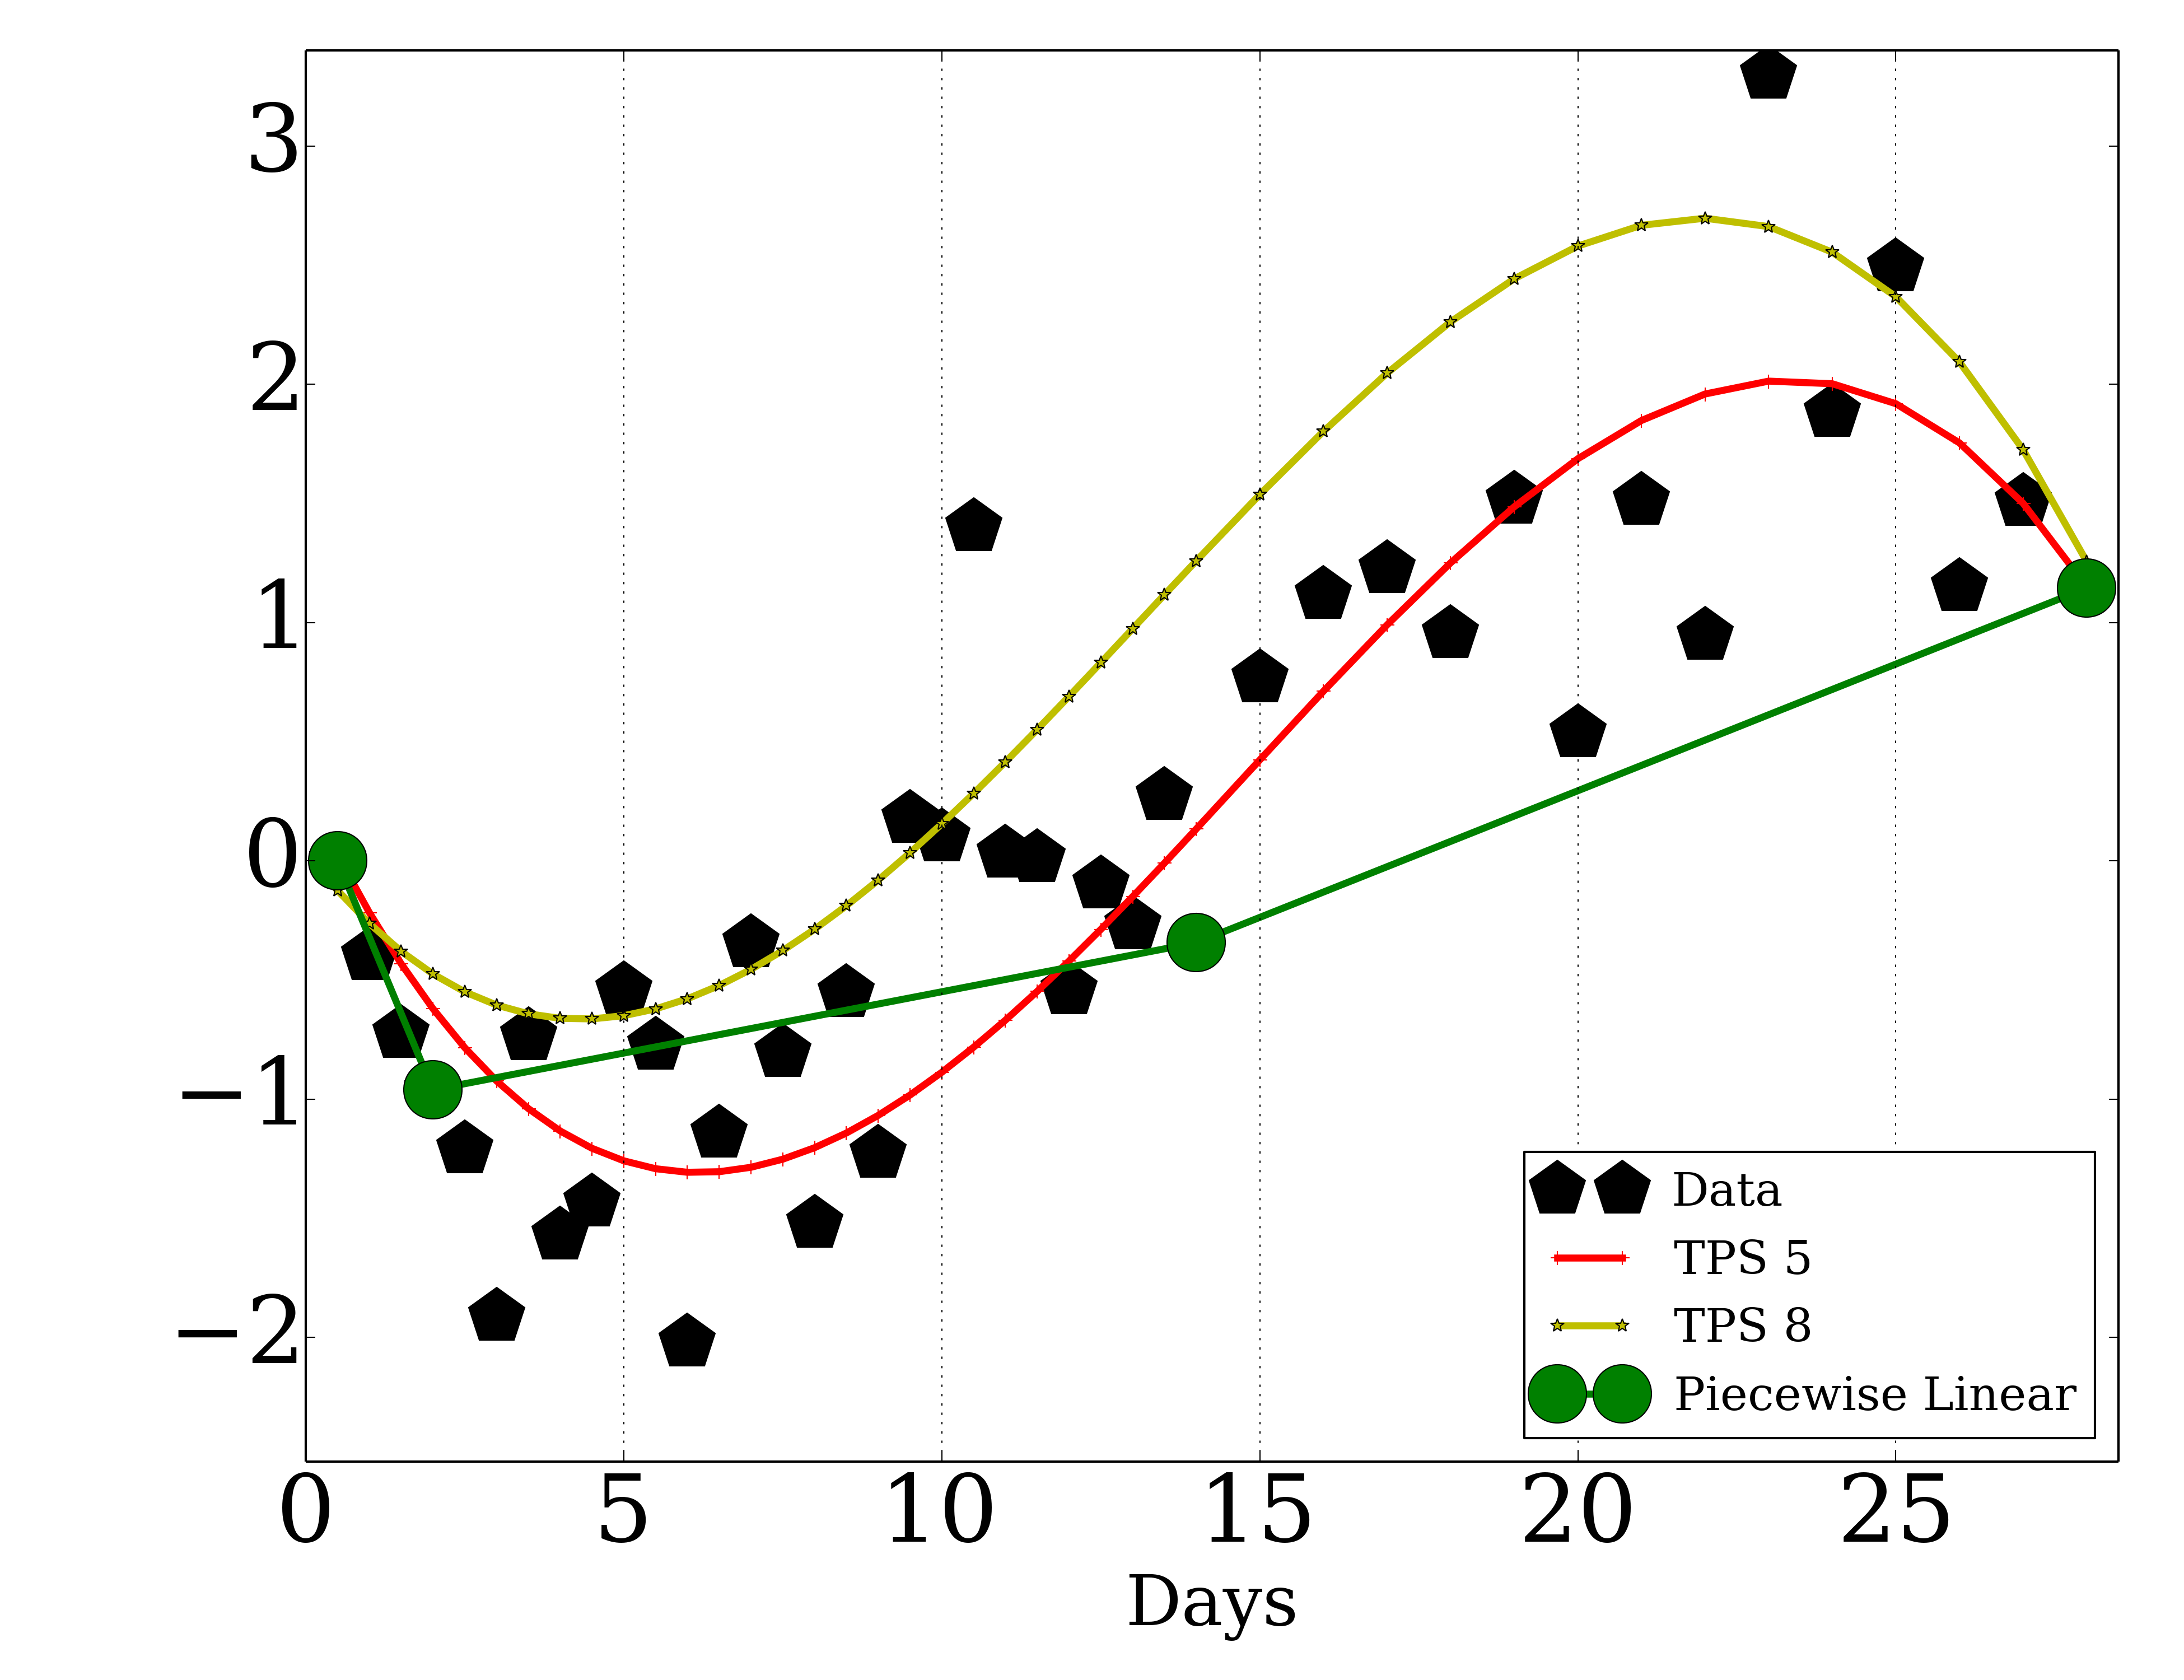 3
2
1
0
−1
−2
0 5 10 15 20 25
Days
Data
TPS 5
TPS 8
Piecewise Linear